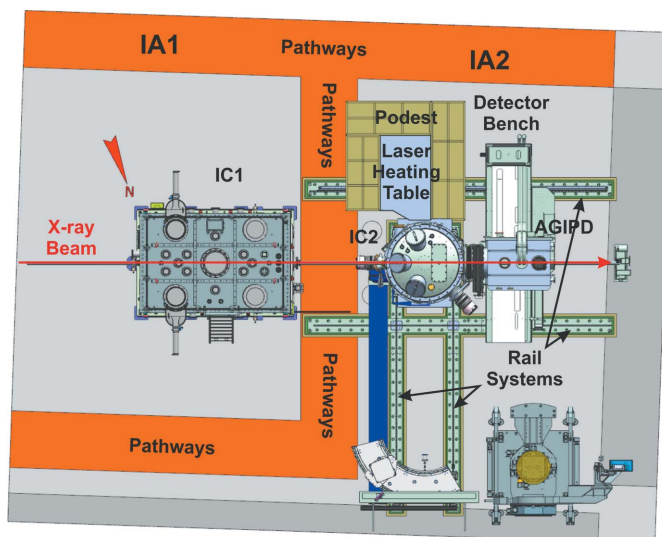 IA1
Pathways
IA2
Pathways
Podest
Detector
Bench
Laser
Heating
Table
IC1
N
X-ray
Beam
IC2
AGIPD
Rail
Systems
Pathways
Pathways